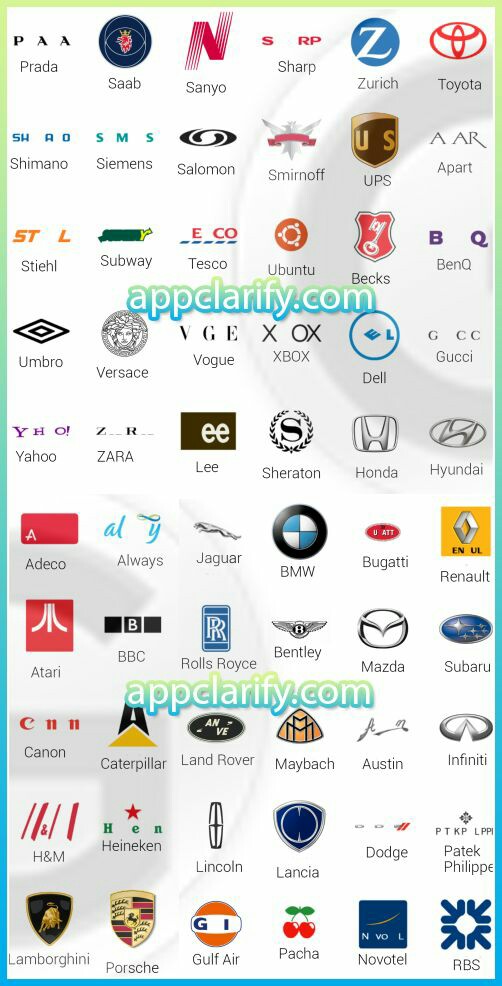 P A A
S RP
Z
Prada
Saab
Sanyo
Sharp
Zurich
Toyota
SH A O
S M S
U S
A AR
Shimano
Siemens
Salomon
Smirnoff
UPS
Apart
ST L
E CO
B Q
Stiehl
Subway
Tesco
Ubuntu
Becks
BenQ
appclarify.com
V G E
X OX
E L
G CC
Umbro
Versace
Vogue
XBOX
Dell
Gucci
Y H O!
Z R
ee
S
Yahoo
ZARA
Lee
Sheraton
Honda
Hyundai
A
al y
U ATT
EN UL
Adeco
Always
Jaguar
BMW
Bugatti
Renault
B B
RR
Atari
BBC
Rolls Royce
Bentley
Mazda
Subaru
appclarify.com
C n n
A
AN VE
A n
Canon
Caterpillar
Land Rover
Maybach
Austin
Infiniti
H e n
P T K P L PP
H&M
Heineken
Lincoln
Lancia
Dodge
Patek
Philippe
G I
N VO L
Lamborghini
Porsche
Gulf Air
Pacha
Novotel
RBS